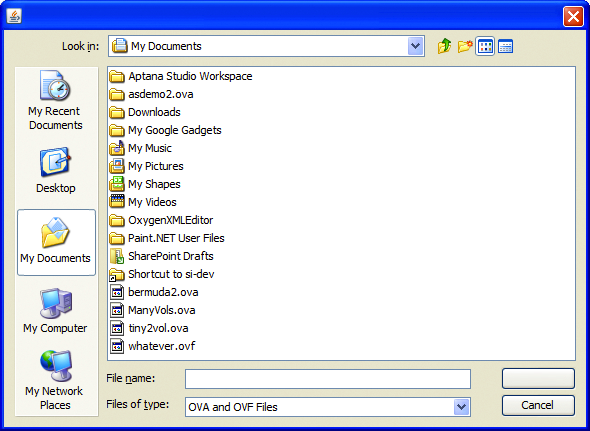 Look in: My Documents
My Recent
Documents
Desktop
My Documents
My Computer
My Network
Places
Aptana Studio Workspace
asdemo2.ova
Downloads
My Google Gadgets
My Music
My Pictures
My Shapes
My Videos
OxygenXMLEditor
Paint.NET User Files
SharePoint Drafts
Shortcut to si-dev
bermuda2.ova
ManyVols.ova
tiny2vol.ova
whatever.ovf
File name:
Files of type: OVA and OVF Files
Cancel